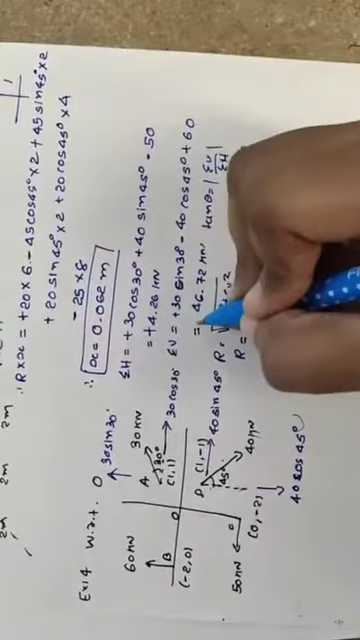 ∴ R × x = +20 × 6 - 45 cos 45° × 2 + 45 sin 45° × 2
+ 20 sin 45° × 2 + 20 cos 45° × 4
- 25 × 8
∴ x = 0.062 m
Ex14 W.r.t. O
ΣH = +30 cos 30° + 40 sin 45° - 50
= +4.26 KN
ΣV = +30 sin 30° - 40 cos 45° + 60
= 46.72 KN
tan θ = | ΣV / ΣH |
R =
R =
30 sin 30°
30 KN
30 cos 30°
A
30°
(1, 1)
60 KN
B
(-2, 0)
O
(1, -1)
40 sin 45°
45°
40 KN
40 cos 45°
50 KN
(0, -2)
2m
2m
2m